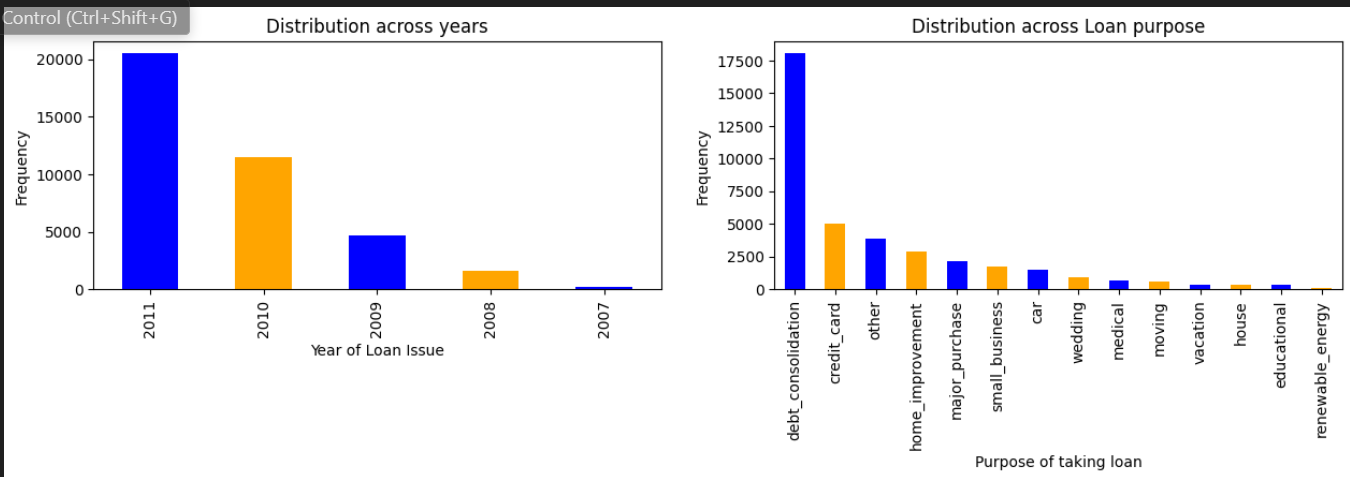 Control (Ctrl+Shift+G)
Distribution across years
Frequency
20000
15000
10000
5000
0
2011
2010
2009
2008
2007
Year of Loan Issue
Distribution across Loan purpose
Frequency
17500
15000
12500
10000
7500
5000
2500
0
debt_consolidation
credit_card
other
home_improvement
major_purchase
small_business
car
wedding
medical
moving
vacation
house
educational
renewable_energy
Purpose of taking loan